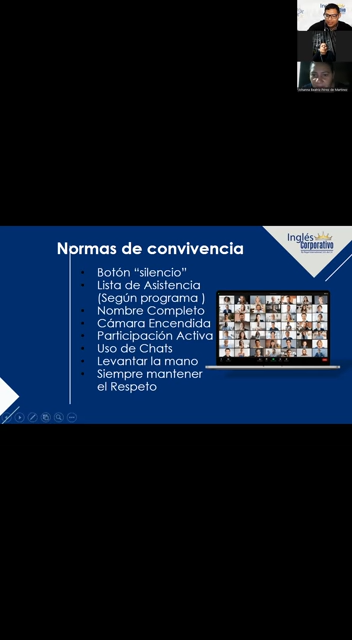 Normas de convivencia
Inglés
Corporativo
Botón “silencio”
Lista de Asistencia
(Según programa )
Nombre Completo
Cámara Encendida
Participación Activa
Uso de Chats
Levantar la mano
Siempre mantener
el Respeto